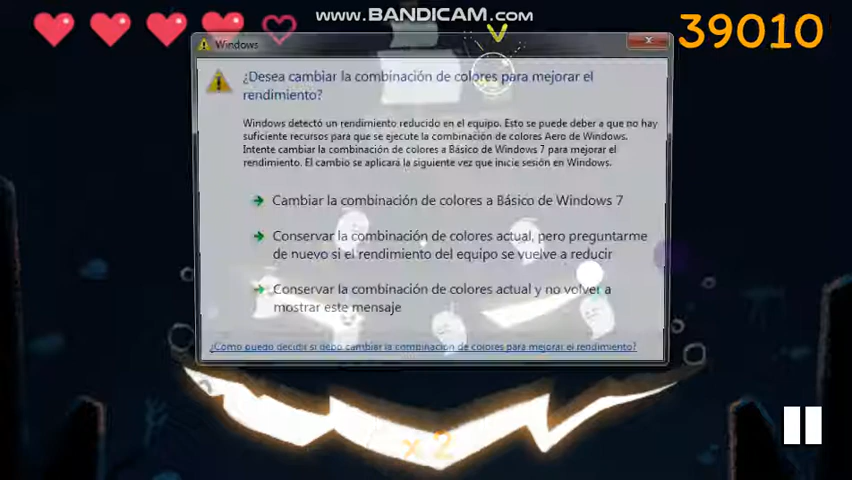 www.BANDICAM.com
39010
Windows
¿Desea cambiar la combinación de colores para mejorar el
rendimiento?
Windows detectó un rendimiento reducido en el equipo. Esto se puede deber a que no hay
suficiente recursos para que se ejecute la combinación de colores Aero de Windows.
Intente cambiar la combinación de colores a Básico de Windows 7 para mejorar el
rendimiento. El cambio se aplicará la siguiente vez que inicie sesión en Windows.
Cambiar la combinación de colores a Básico de Windows 7
Conservar la combinación de colores actual, pero preguntarme
de nuevo si el rendimiento del equipo se vuelve a reducir
Conservar la combinación de colores actual y no volver a
mostrar este mensaje
¿Cómo puedo decidir si debo cambiar la combinación de colores para mejorar el rendimiento?
x 2